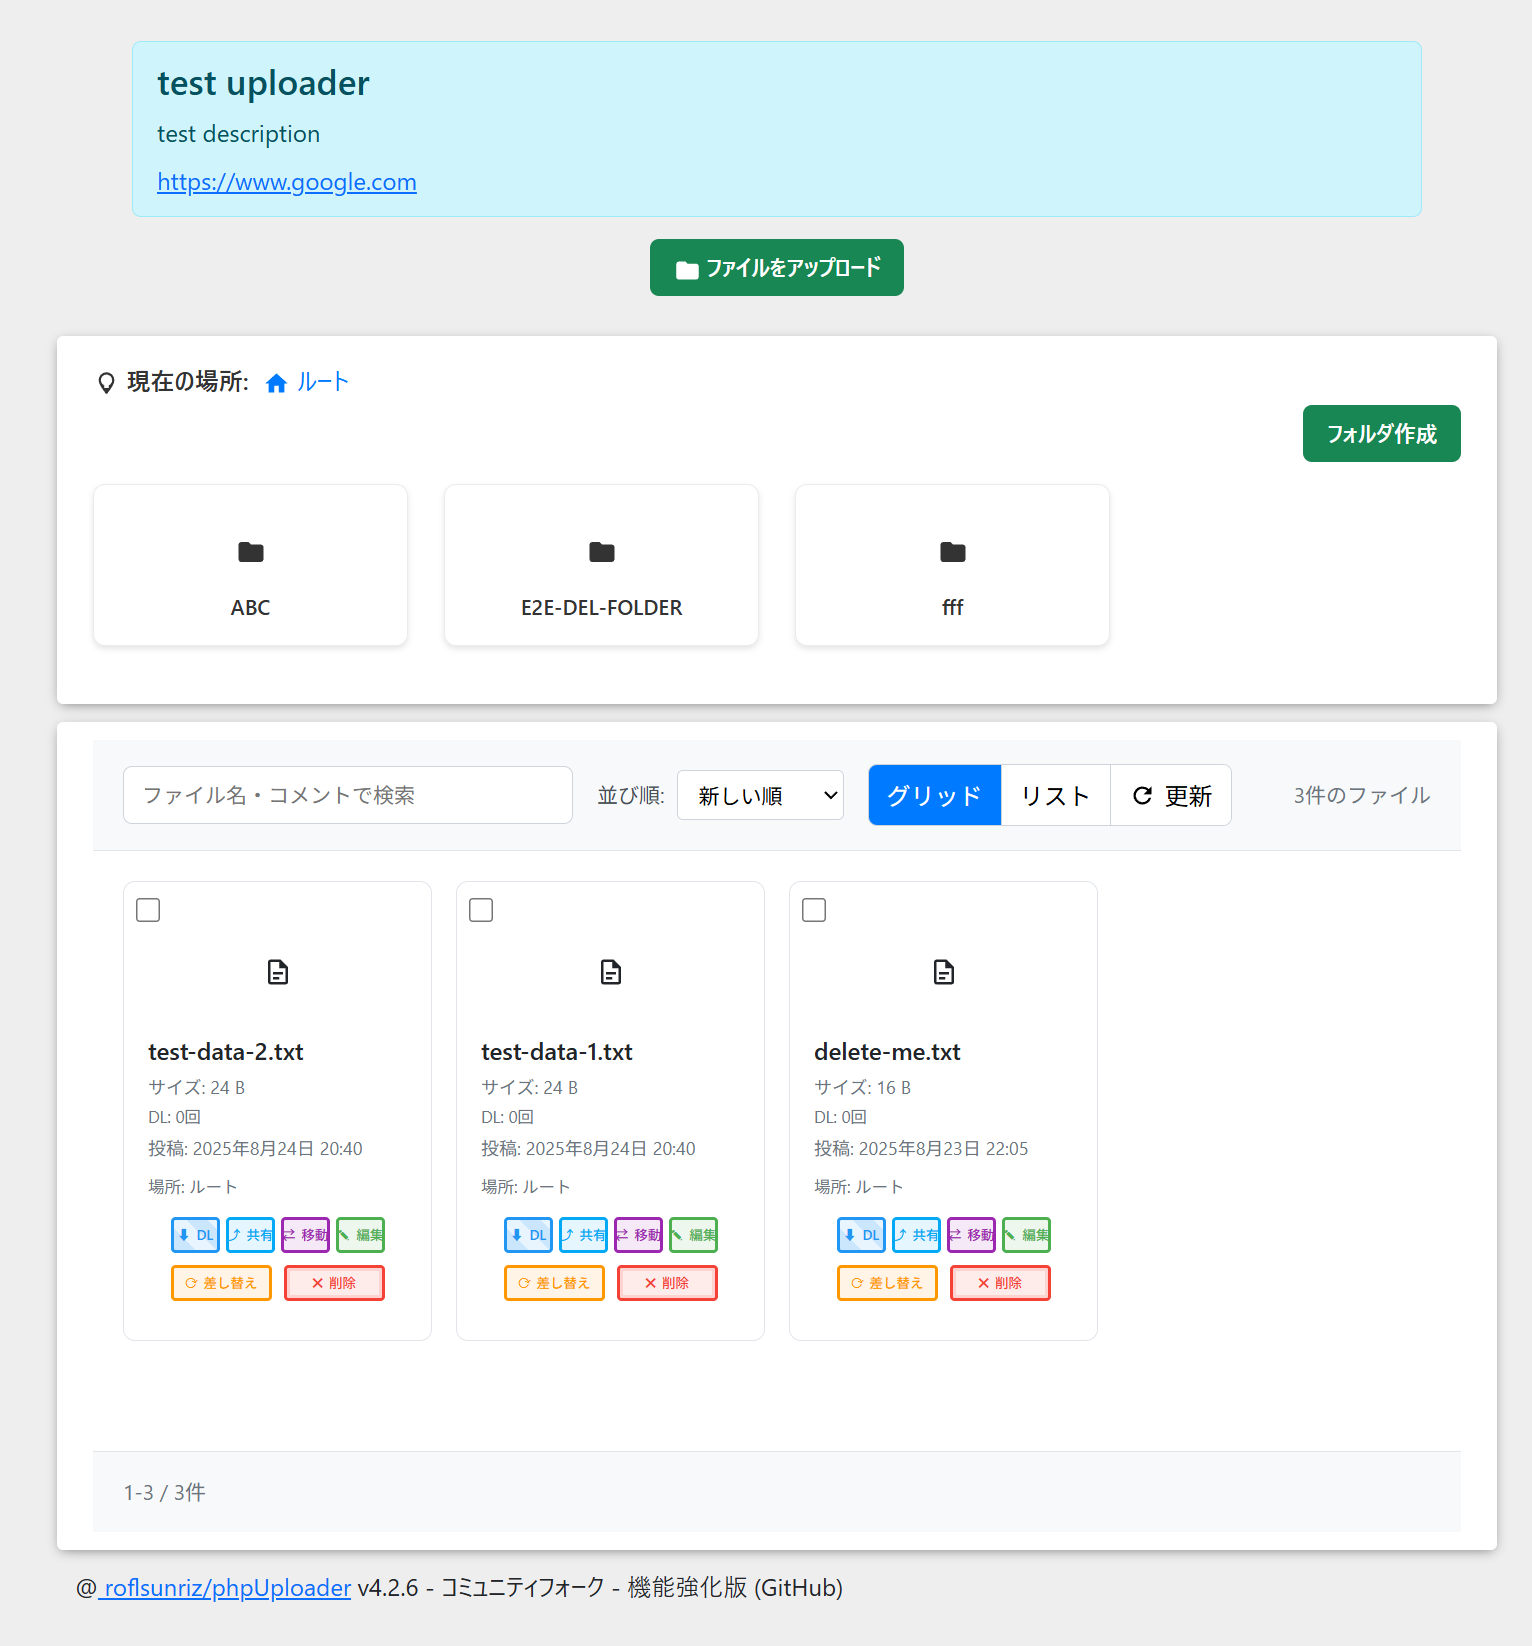 test uploader
test description
https://www.google.com
ファイルをアップロード
現在の場所: ルート
フォルダ作成
ABC
E2E-DEL-FOLDER
fff
ファイル名・コメントで検索 並び順: 新しい順 グリッド リスト 更新 3件のファイル
test-data-2.txt
サイズ: 24 B
DL: 0回
投稿: 2025年8月24日 20:40
場所: ルート
DL 共有 移動 編集
差し替え 削除
test-data-1.txt
サイズ: 24 B
DL: 0回
投稿: 2025年8月24日 20:40
場所: ルート
DL 共有 移動 編集
差し替え 削除
delete-me.txt
サイズ: 16 B
DL: 0回
投稿: 2025年8月23日 22:05
場所: ルート
DL 共有 移動 編集
差し替え 削除
1-3 / 3件
@ roflsunriz/phpUploader v4.2.6 - コミュニティフォーク - 機能強化版 (GitHub)